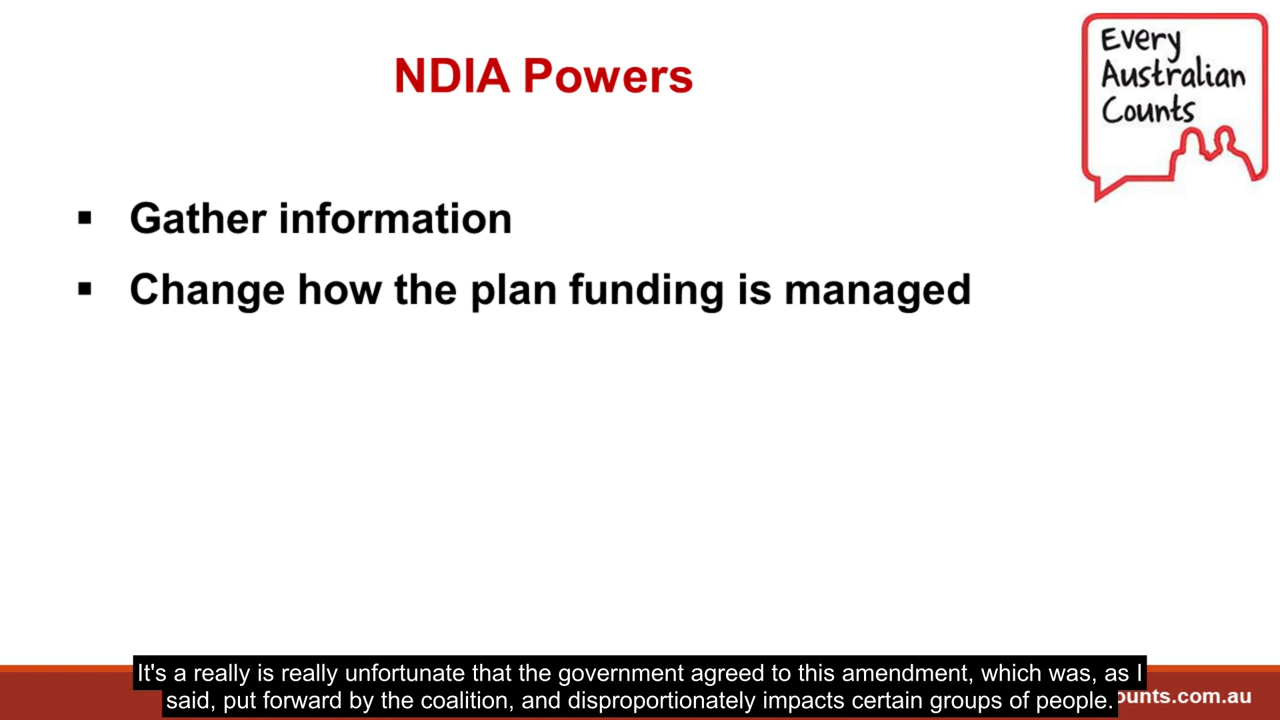 NDIA Powers
Every
Australian
Counts
▪ Gather information
▪ Change how the plan funding is managed
It's a really is really unfortunate that the government agreed to this amendment, which was, as I
said, put forward by the coalition, and disproportionately impacts certain groups of people.
ounts.com.au